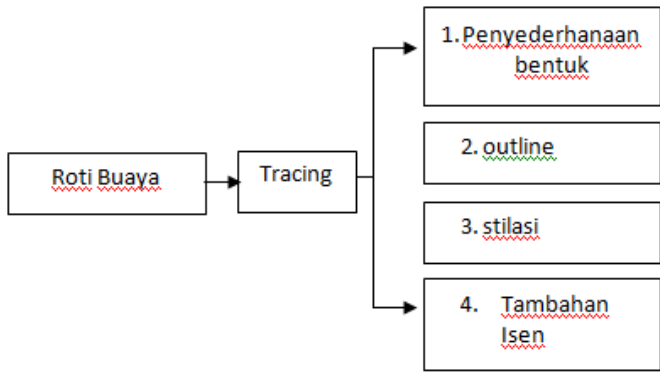 Roti Buaya
Tracing
1. Penyederhanaan
bentuk
2. outline
3. stilasi
4. Tambahan
Isen